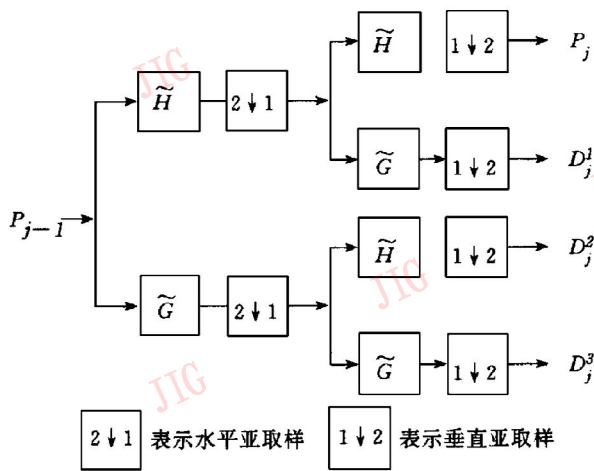 H̃ 1↓2 P_j
JIG
H̃ 2↓1
G̃ 1↓2 D_j^1
P_{j-1}
H̃ 1↓2 D_j^2
JIG
G̃ 2↓1
G̃ 1↓2 D_j^3
JIG
2↓1 表示水平亚取样 1↓2 表示垂直亚取样